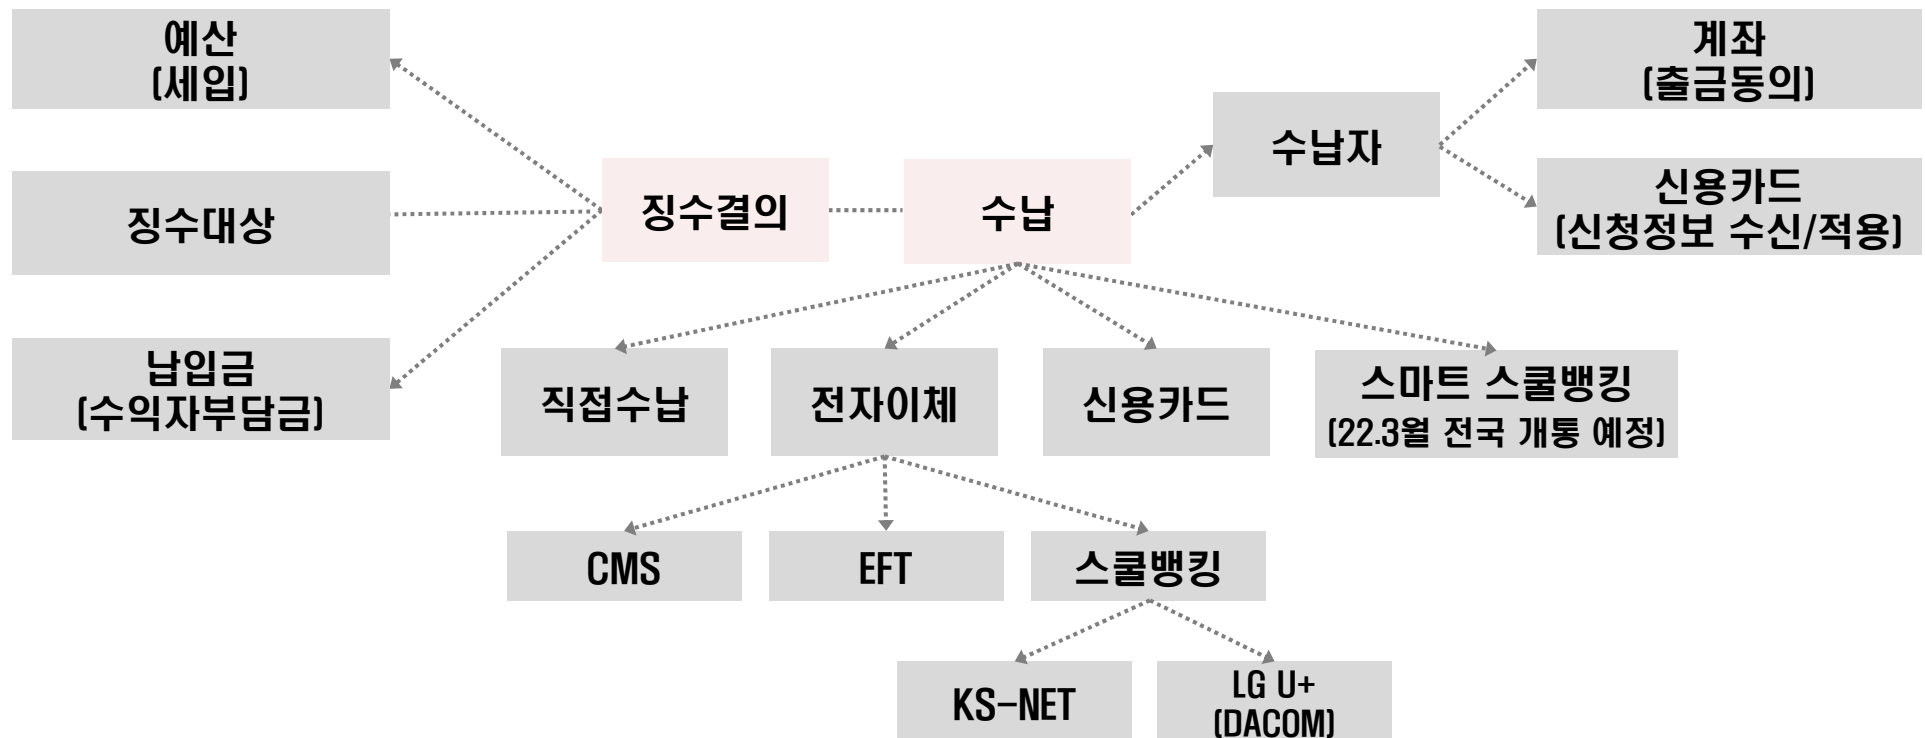 예산
(세입)
계좌
(출금동의)
수납자
징수대상
징수결의
수납
신용카드
(신청정보 수신/적용)
납입금
(수익자부담금)
직접수납
전자이체
신용카드
스마트 스쿨뱅킹
(22.3월 전국 개통 예정)
CMS
EFT
스쿨뱅킹
KS-NET
LG U+
(DACOM)